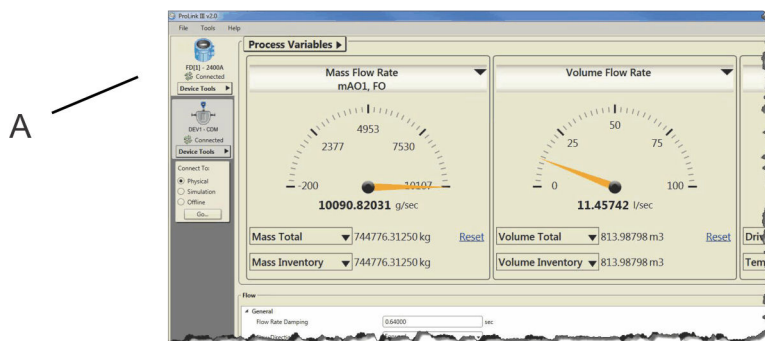 ProLink III v2.0
File Tools Help
A
FD[1] - 2400A
Connected
Device Tools
DEV1 - CDM
Connected
Device Tools
Connect To:
Physical
Simulation
Offline
Go...
Process Variables
Mass Flow Rate
mAO1, FO
-200 2377 4953 7530 10107
10090.82031 g/sec
Mass Total 744776.31250 kg Reset
Mass Inventory 744776.31250 kg
Volume Flow Rate
0 25 50 75 100
11.45742 l/sec
Volume Total 813.98798 m3 Reset
Volume Inventory 813.98798 m3
Flow
General
Flow Rate Damping 0.64000 sec